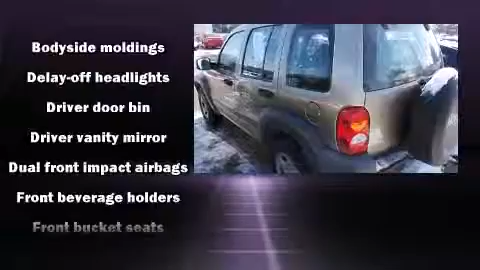 Bodyside moldings
Delay-off headlights
Driver door bin
Driver vanity mirror
Dual front impact airbags
Front beverage holders
Front bucket seats